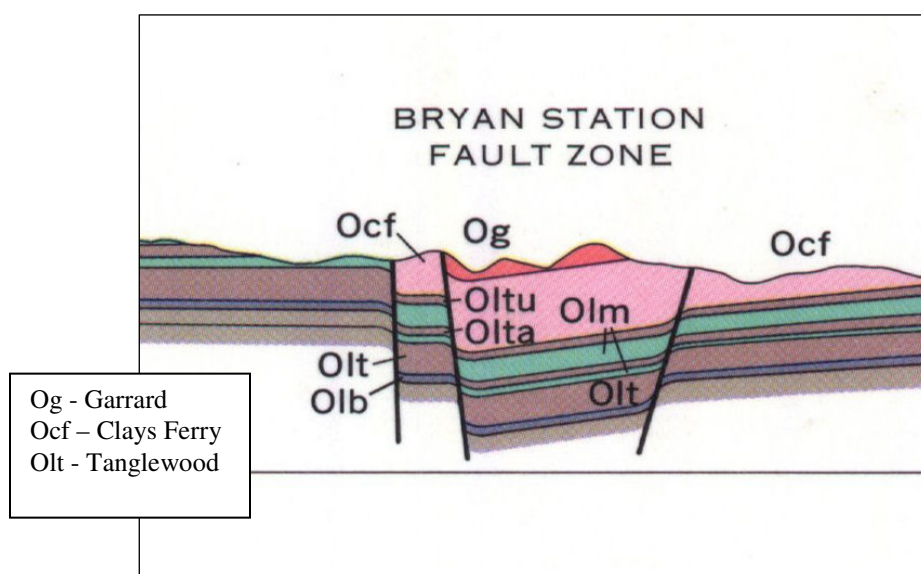 BRYAN STATION
FAULT ZONE
Ocf
Og
Ocf
Oltu
Olm
Olta
Olt
Olt
Olb
Og - Garrard
Ocf – Clays Ferry
Olt - Tanglewood